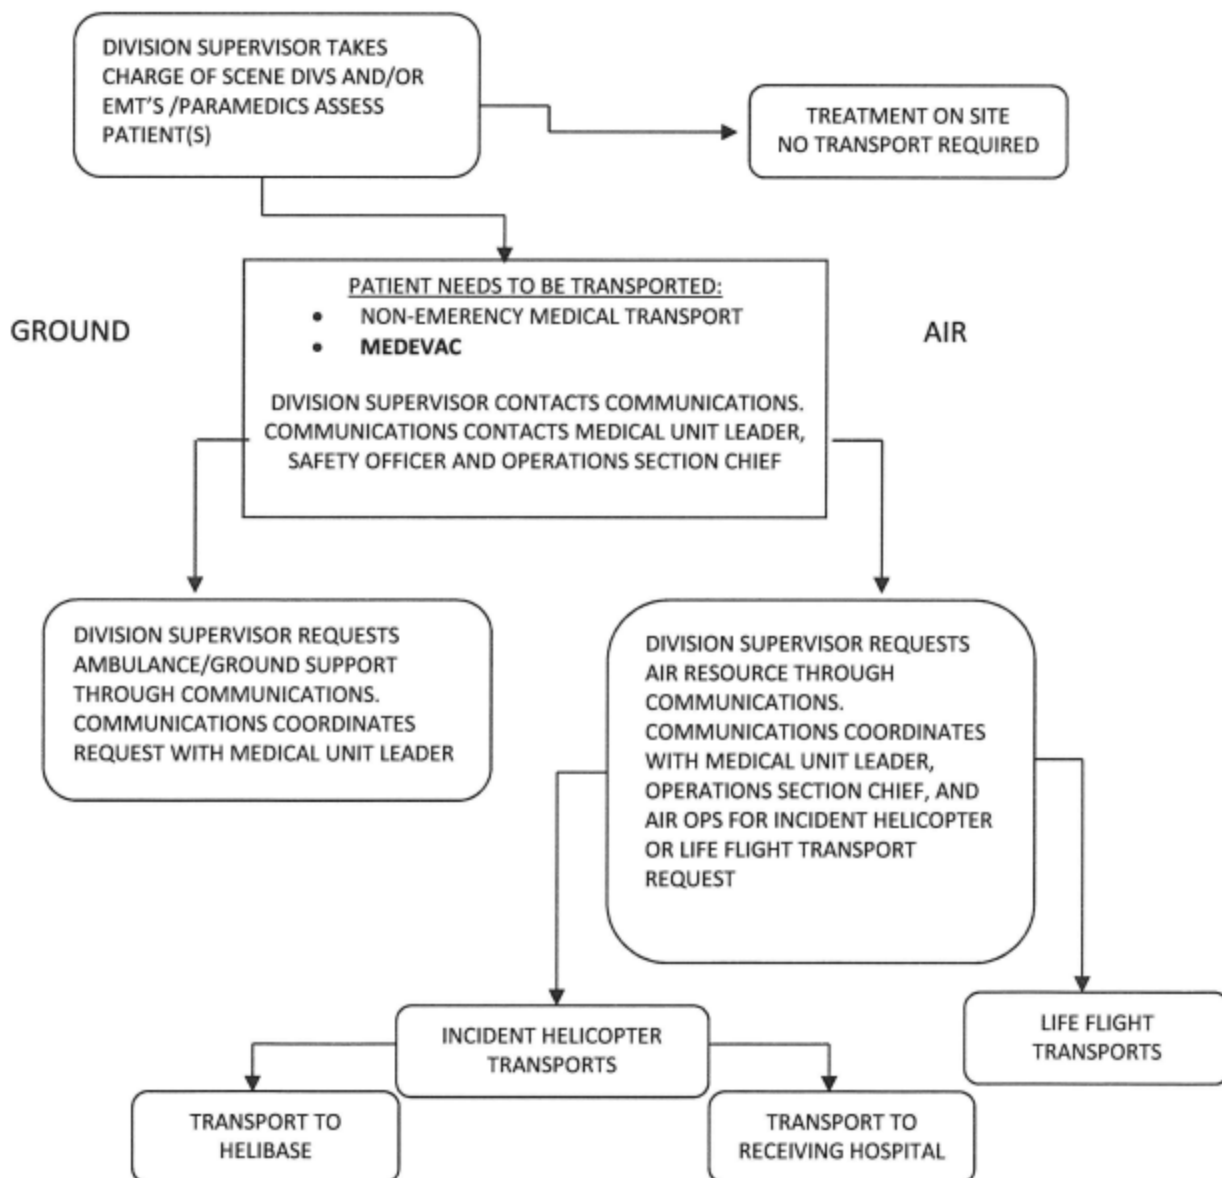 DIVISION SUPERVISOR TAKES
CHARGE OF SCENE DIVS AND/OR
EMT'S /PARAMEDICS ASSESS
PATIENT(S)
TREATMENT ON SITE
NO TRANSPORT REQUIRED
GROUND
PATIENT NEEDS TO BE TRANSPORTED:
• NON-EMERENCY MEDICAL TRANSPORT
• MEDEVAC
DIVISION SUPERVISOR CONTACTS COMMUNICATIONS.
COMMUNICATIONS CONTACTS MEDICAL UNIT LEADER,
SAFETY OFFICER AND OPERATIONS SECTION CHIEF
AIR
DIVISION SUPERVISOR REQUESTS
AMBULANCE/GROUND SUPPORT
THROUGH COMMUNICATIONS.
COMMUNICATIONS COORDINATES
REQUEST WITH MEDICAL UNIT LEADER
DIVISION SUPERVISOR REQUESTS
AIR RESOURCE THROUGH
COMMUNICATIONS.
COMMUNICATIONS COORDINATES
WITH MEDICAL UNIT LEADER,
OPERATIONS SECTION CHIEF, AND
AIR OPS FOR INCIDENT HELICOPTER
OR LIFE FLIGHT TRANSPORT
REQUEST
INCIDENT HELICOPTER
TRANSPORTS
LIFE FLIGHT
TRANSPORTS
TRANSPORT TO
HELIBASE
TRANSPORT TO
RECEIVING HOSPITAL